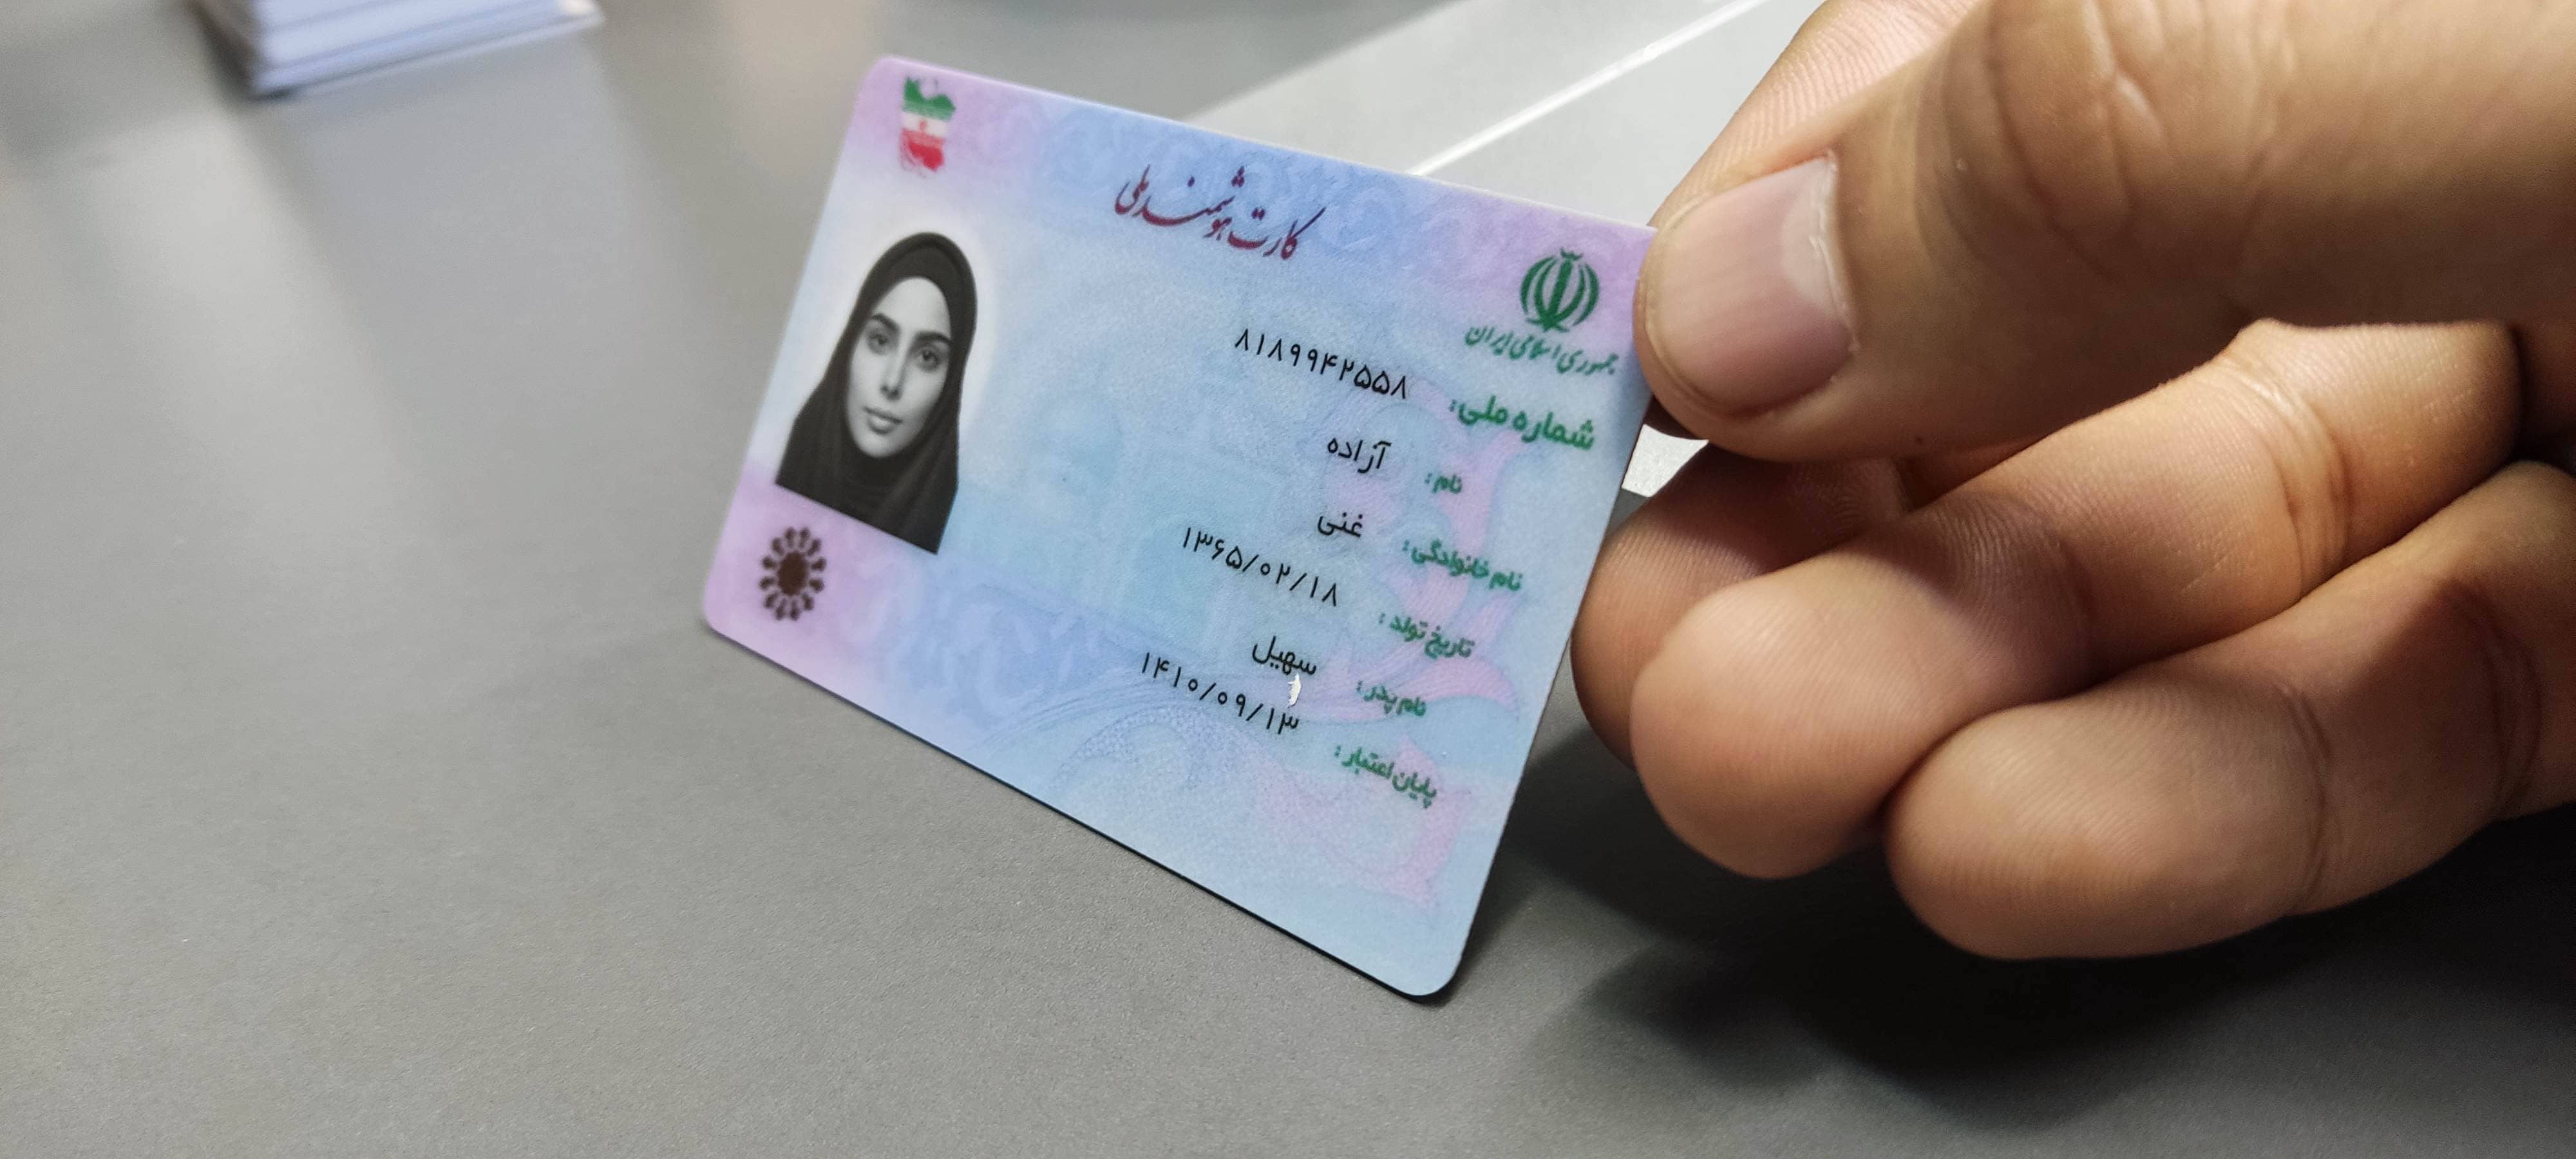 کارت هوشمند ملی
جمهوری اسلامی ایران
شماره ملی: ۸۱۸۹۹۴۲۵۵۸
نام: آزاده
نام خانوادگی: غنی
تاریخ تولد: ۱۳۶۵/۰۲/۱۸
نام پدر: سهیل
پایان اعتبار: ۱۴۱۰/۰۹/۱۳